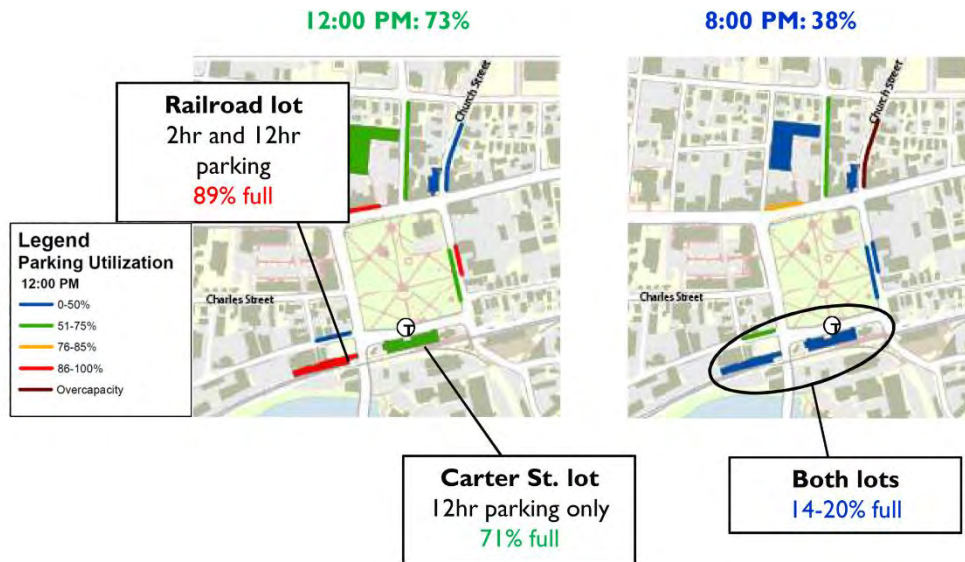 12:00 PM: 73%
8:00 PM: 38%
Railroad lot
2hr and 12hr
parking
89% full
Church Street
Church Street
Legend
Parking Utilization
12:00 PM
0-50%
51-75%
76-85%
86-100%
Overcapacity
Charles Street
Charles Street
T
T
Carter St. lot
12hr parking only
71% full
Both lots
14-20% full